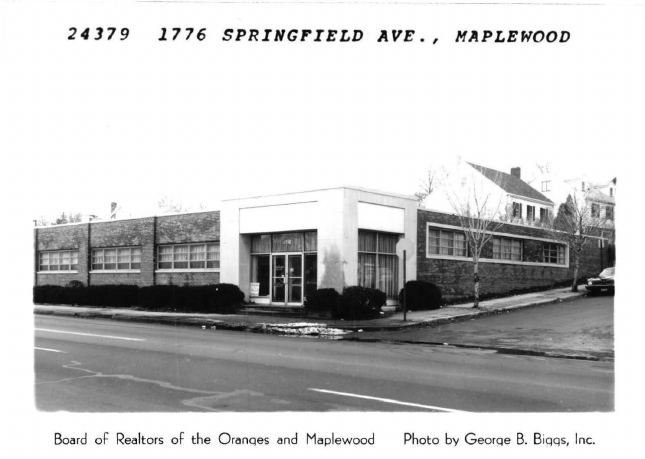 24379 1776 SPRINGFIELD AVE., MAPLEWOOD
Board of Realtors of the Oranges and Maplewood Photo by George B. Biggs, Inc.